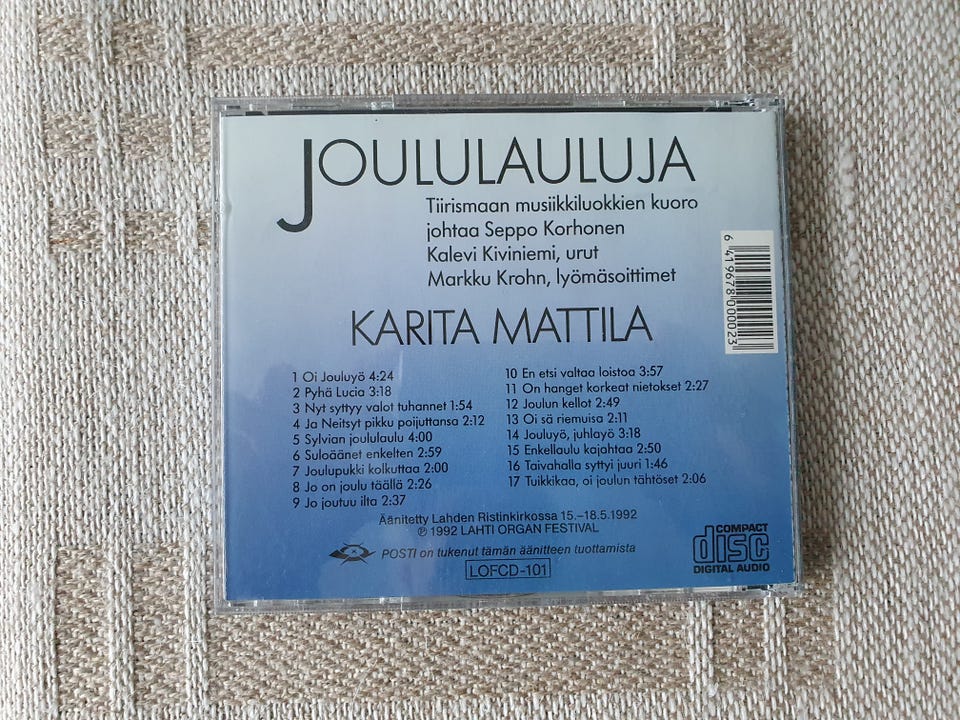 JOULULAULUJA
Tiirismaan musiikkiluokkien kuoro
johtaa Seppo Korhonen
Kalevi Kiviniemi, urut
Markku Krohn, lyömäsoittimet
6 419678 000023
KARITA MATTILA
1 Oi Jouluyö 4:24
2 Pyhä Lucia 3:18
3 Nyt syttyy valot tuhannet 1:54
4 Ja Neitsyt pikku poijuttansa 2:12
5 Sylvian joululaulu 4:00
6 Suloäänet enkelten 2:59
7 Joulupukki kolkuttaa 2:00
8 Jo on joulu täällä 2:26
9 Jo joutuu ilta 2:37
10 En etsi valtaa loistoa 3:57
11 On hanget korkeat nietokset 2:27
12 Joulun kellot 2:49
13 Oi sä riemuisa 2:11
14 Jouluyö, juhlayö 3:18
15 Enkellaulu kajahtaa 2:50
16 Taivahalla syttyi juuri 1:46
17 Tuikkikaa, oi joulun tähtöset 2:06
Äänitetty Lahden Ristinkirkossa 15.–18.5.1992
℗ 1992 LAHTI ORGAN FESTIVAL
POSTI on tukenut tämän äänitteen tuottamista
LOFCD-101
COMPACT
disc
DIGITAL AUDIO